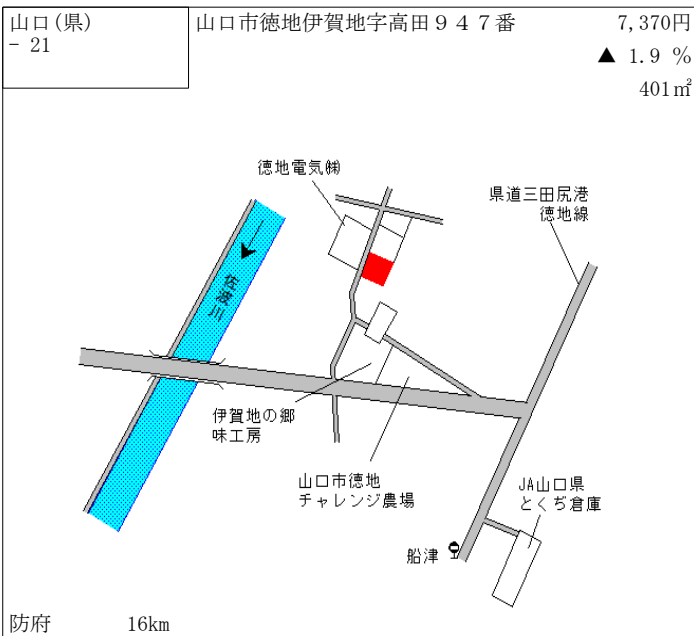 山口(県)
- 21
山口市徳地伊賀地字高田９４７番
7,370円
▲ 1.9 %
401㎡
徳地電気㈱
県道三田尻港
徳地線
佐波川
伊賀地の郷
味工房
山口市徳地
チャレンジ農場
JA山口県
とくぢ倉庫
船津
防府 16km